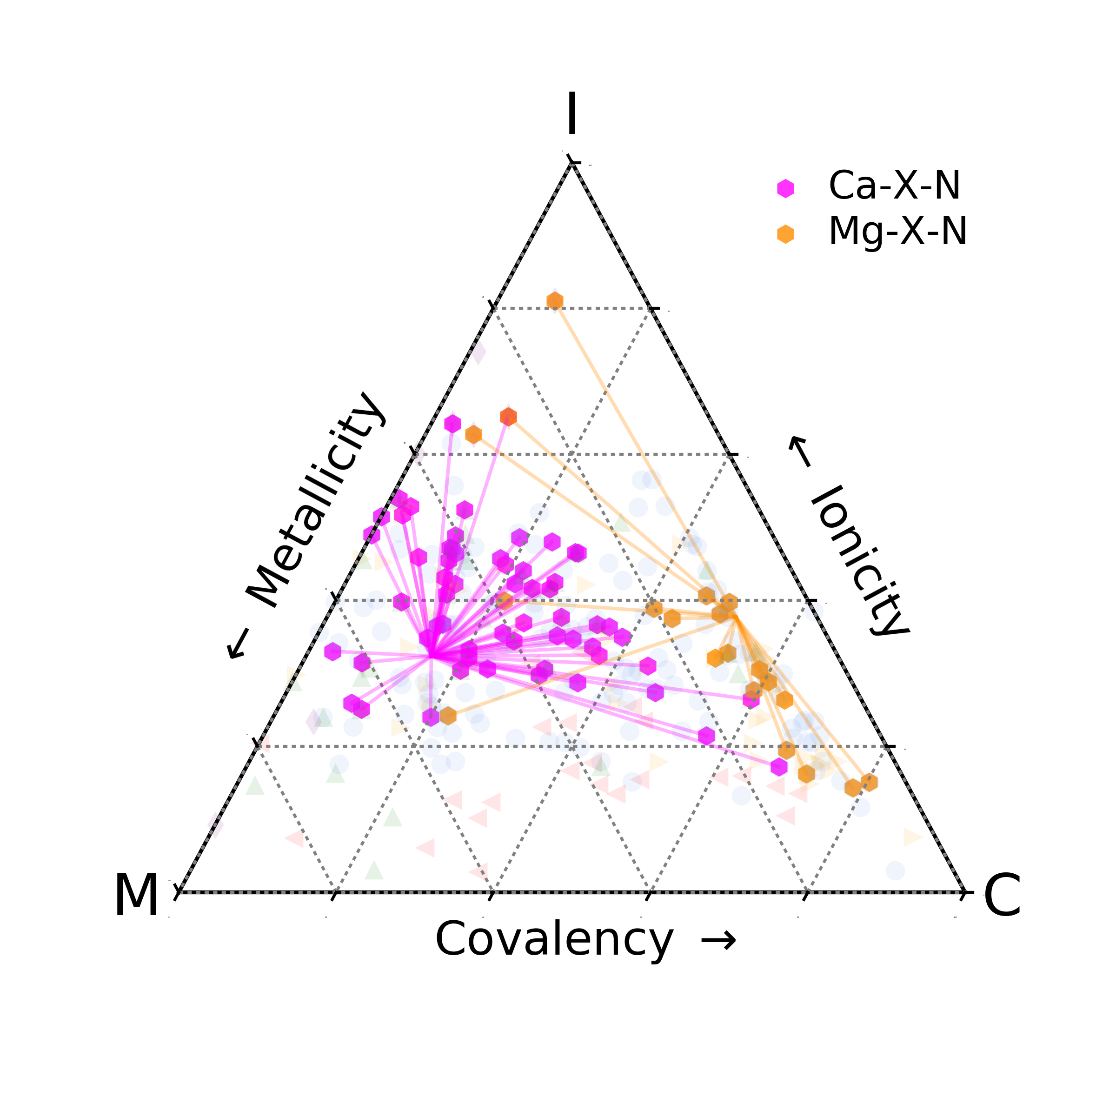 I
Ca-X-N
Mg-X-N
← Metallicity
← Ionicity
M
C
Covalency →